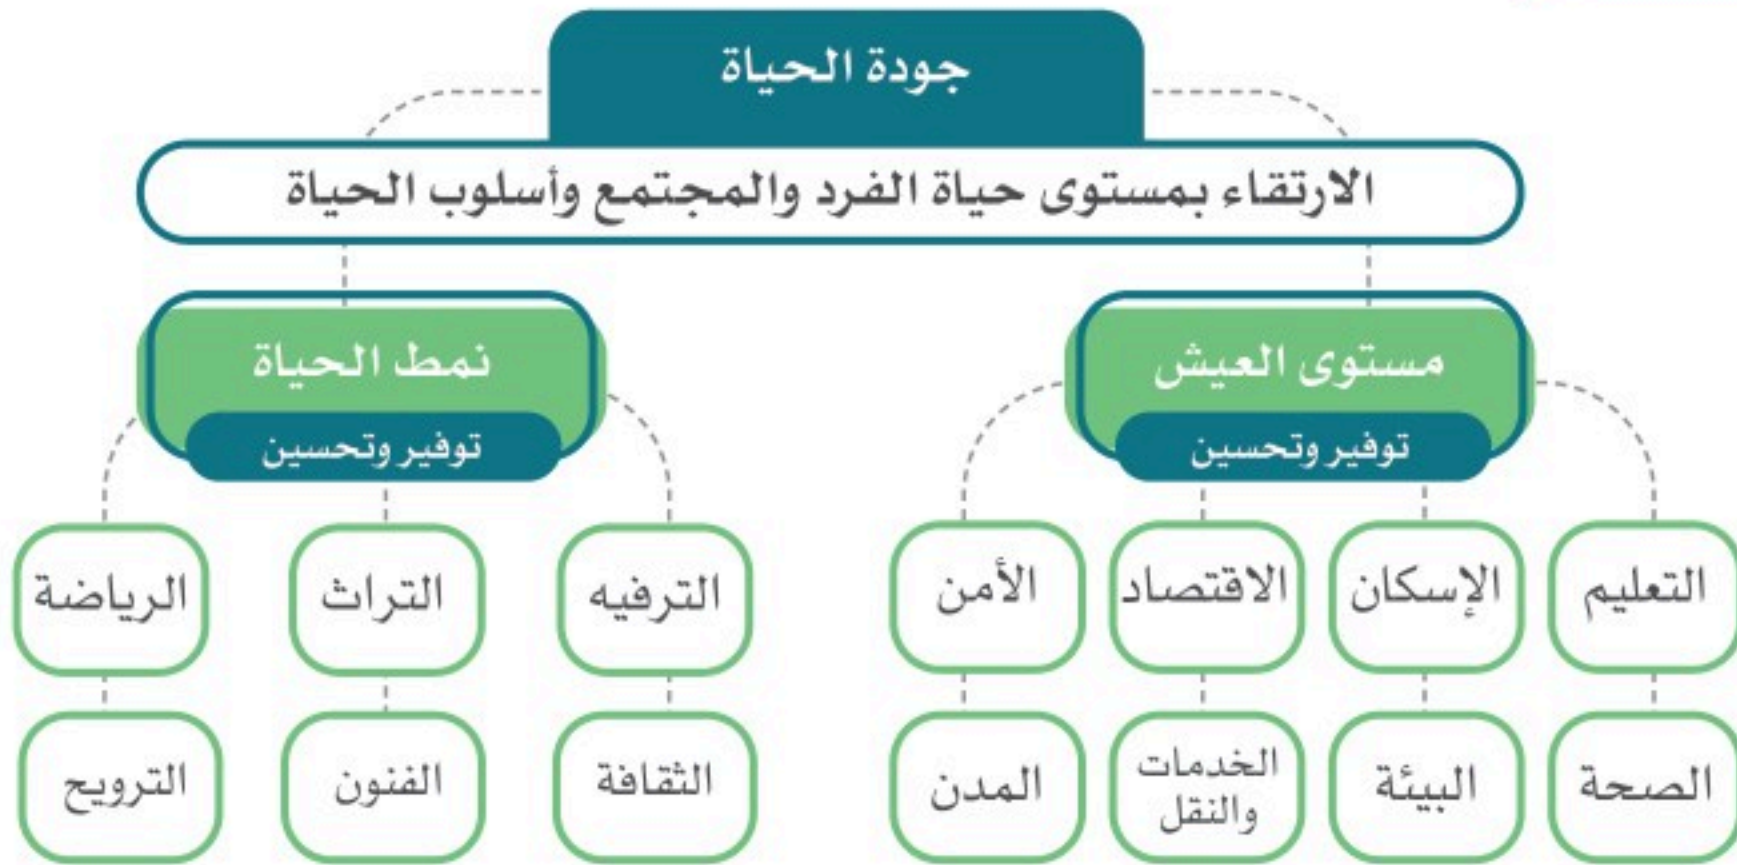 جودة الحياة
الارتقاء بمستوى حياة الفرد والمجتمع وأسلوب الحياة
مستوى العيش
توفير وتحسين
التعليم
الإسكان
الاقتصاد
الأمن
الصحة
البيئة
الخدمات
والنقل
المدن
نمط الحياة
توفير وتحسين
الترفيه
التراث
الرياضة
الثقافة
الفنون
الترويح